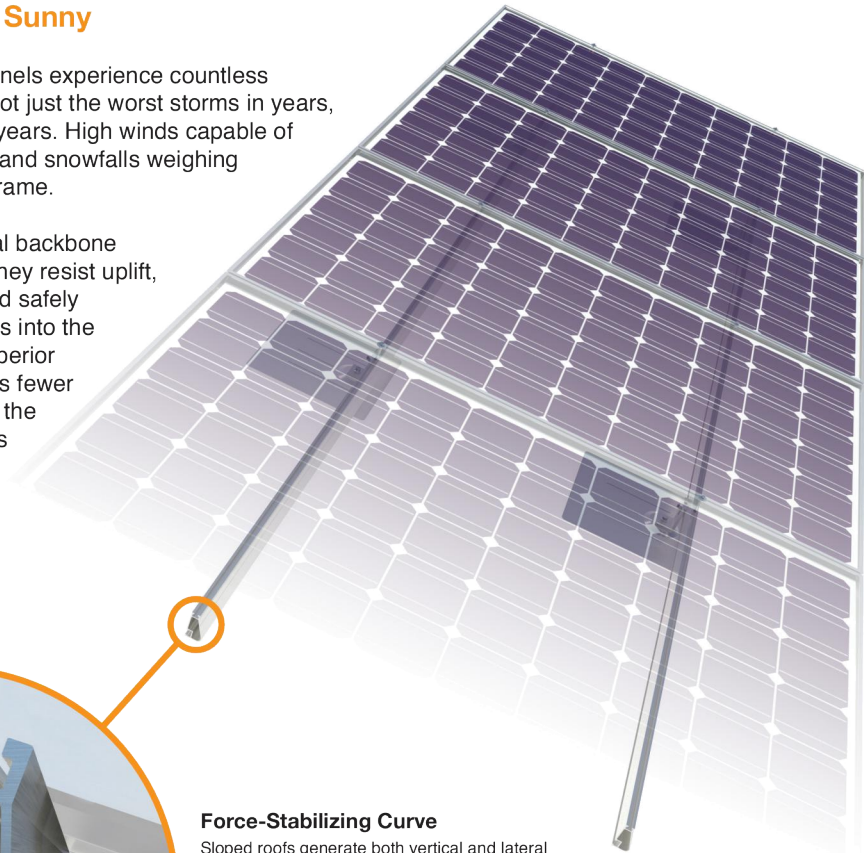 Sunny
nels experience countless
ot just the worst storms in years,
years. High winds capable of
and snowfalls weighing
rame.
al backbone
hey resist uplift,
d safely
s into the
perior
s fewer
the
s
Force-Stabilizing Curve
Sloped roofs generate both vertical and lateral